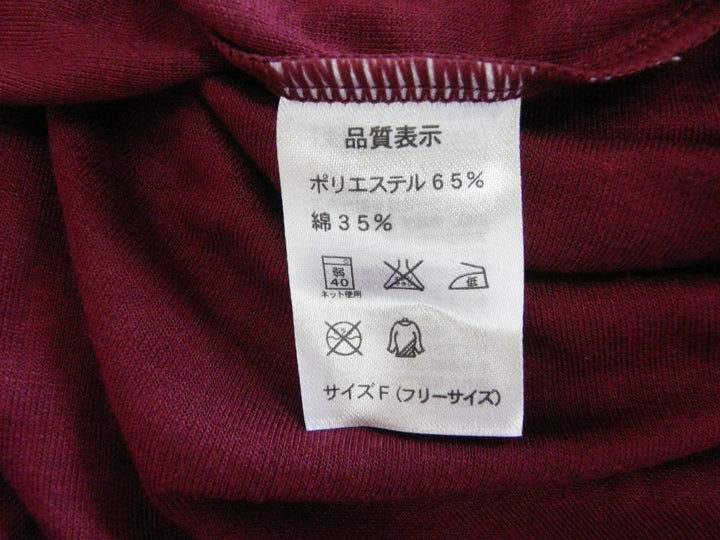 品質表示
ポリエステル65%
綿35%
弱
40
低
ネット使用
サイズF(フリーサイズ)